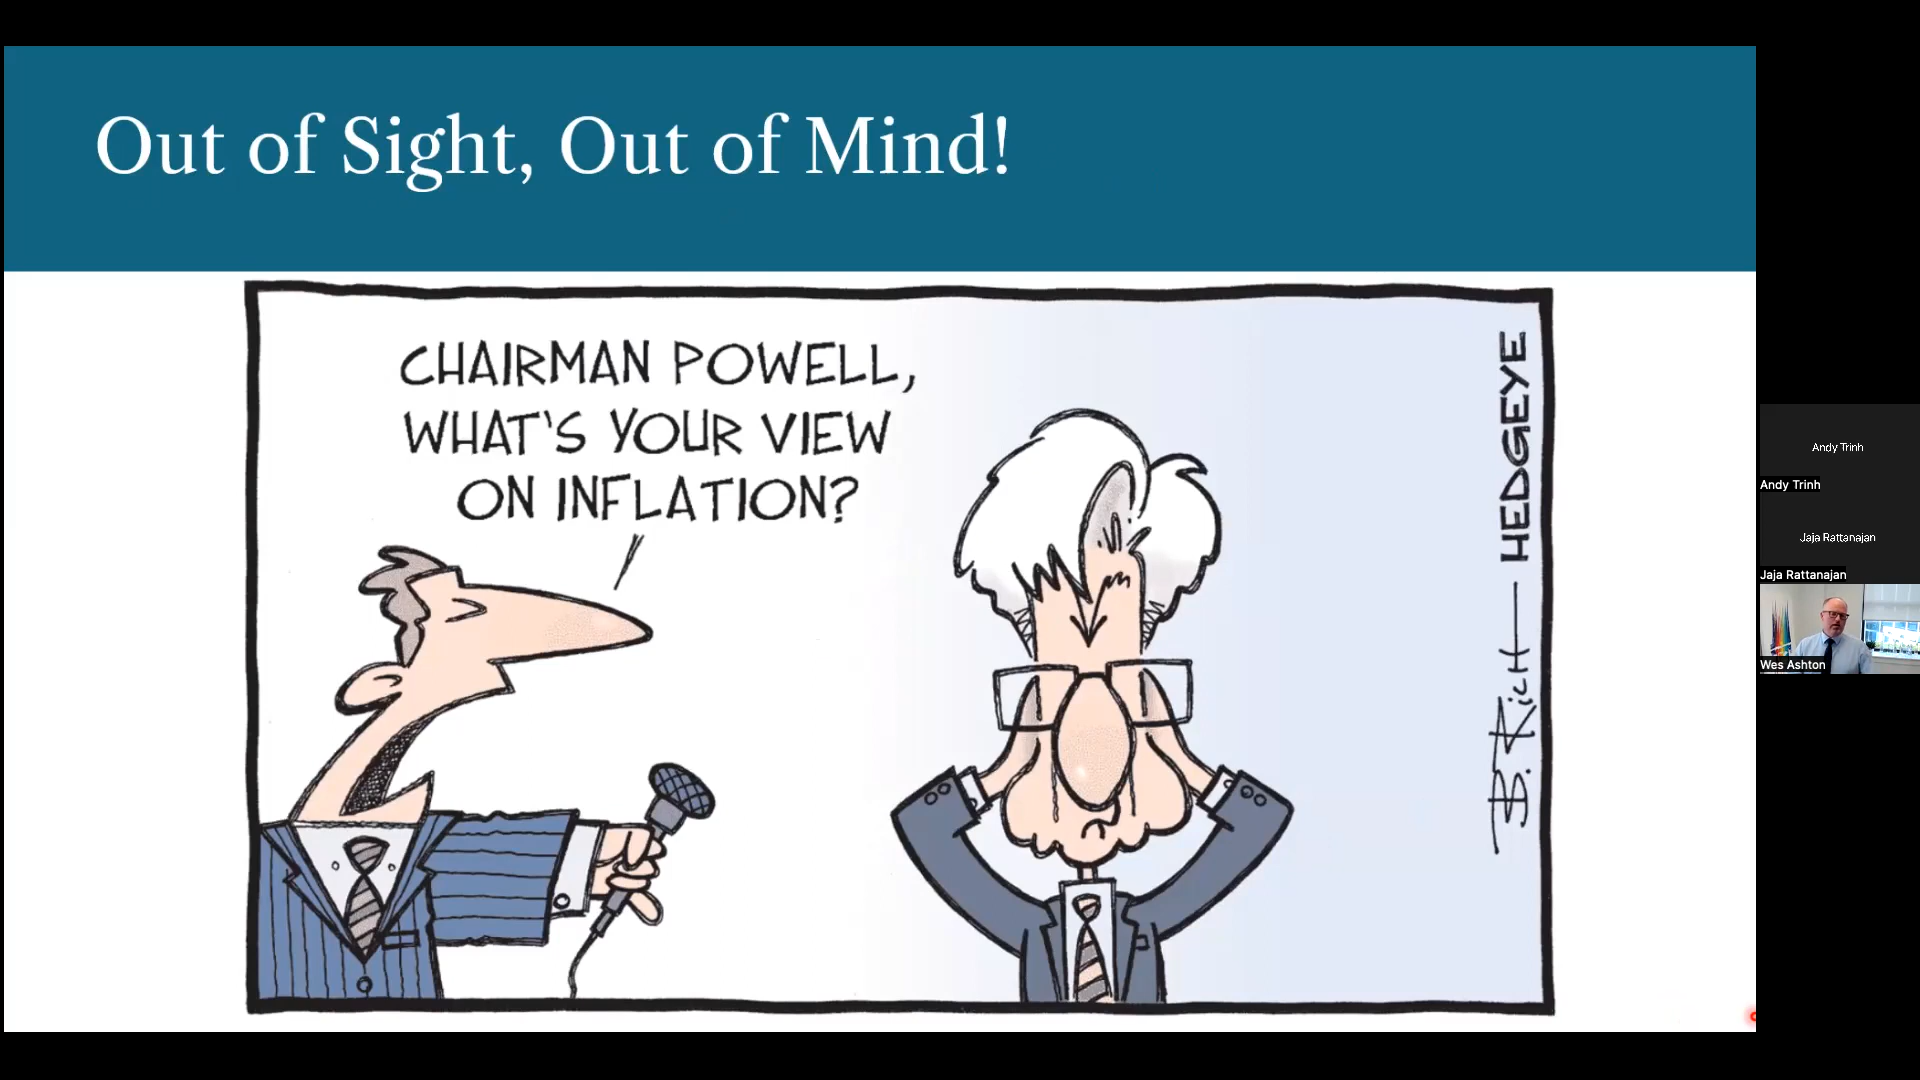 Out of Sight, Out of Mind!
CHAIRMAN POWELL,
WHAT'S YOUR VIEW
ON INFLATION?
B. RICH — HEDGEYE
Andy Trinh
Andy Trinh
Jaja Rattanajan
Jaja Rattanajan
Wes Ashton